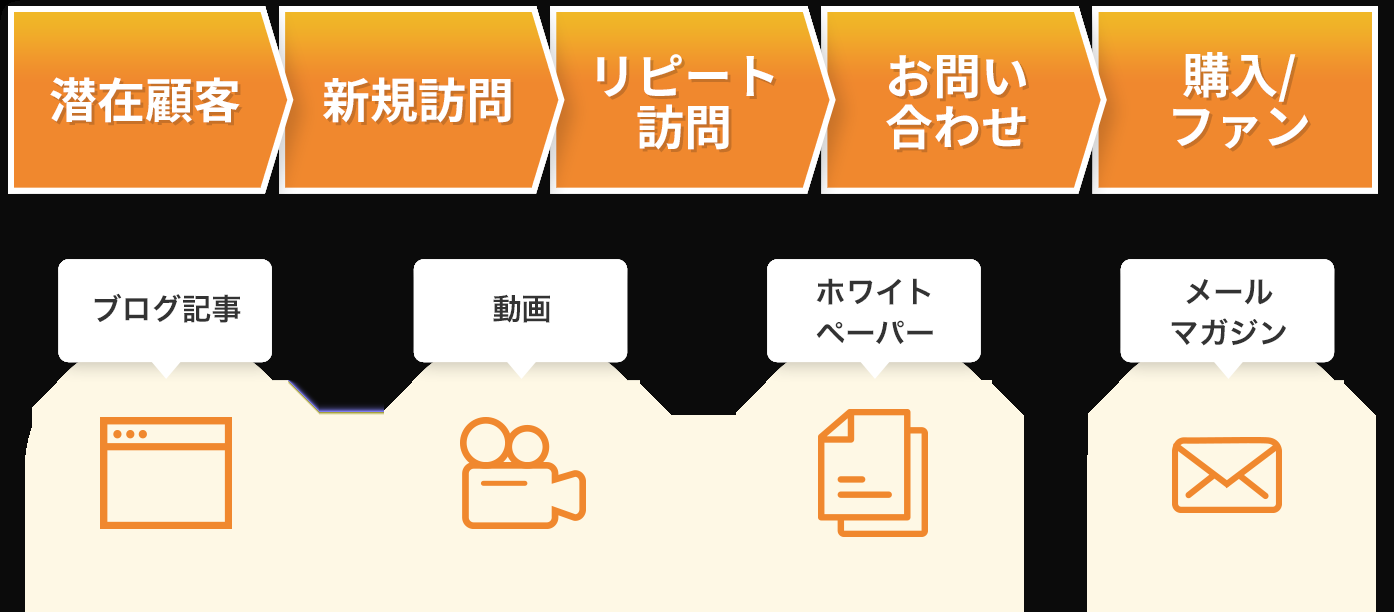 潜在顧客
新規訪問
リピート
訪問
お問い
合わせ
購入/
ファン
ブログ記事
動画
ホワイト
ペーパー
メール
マガジン